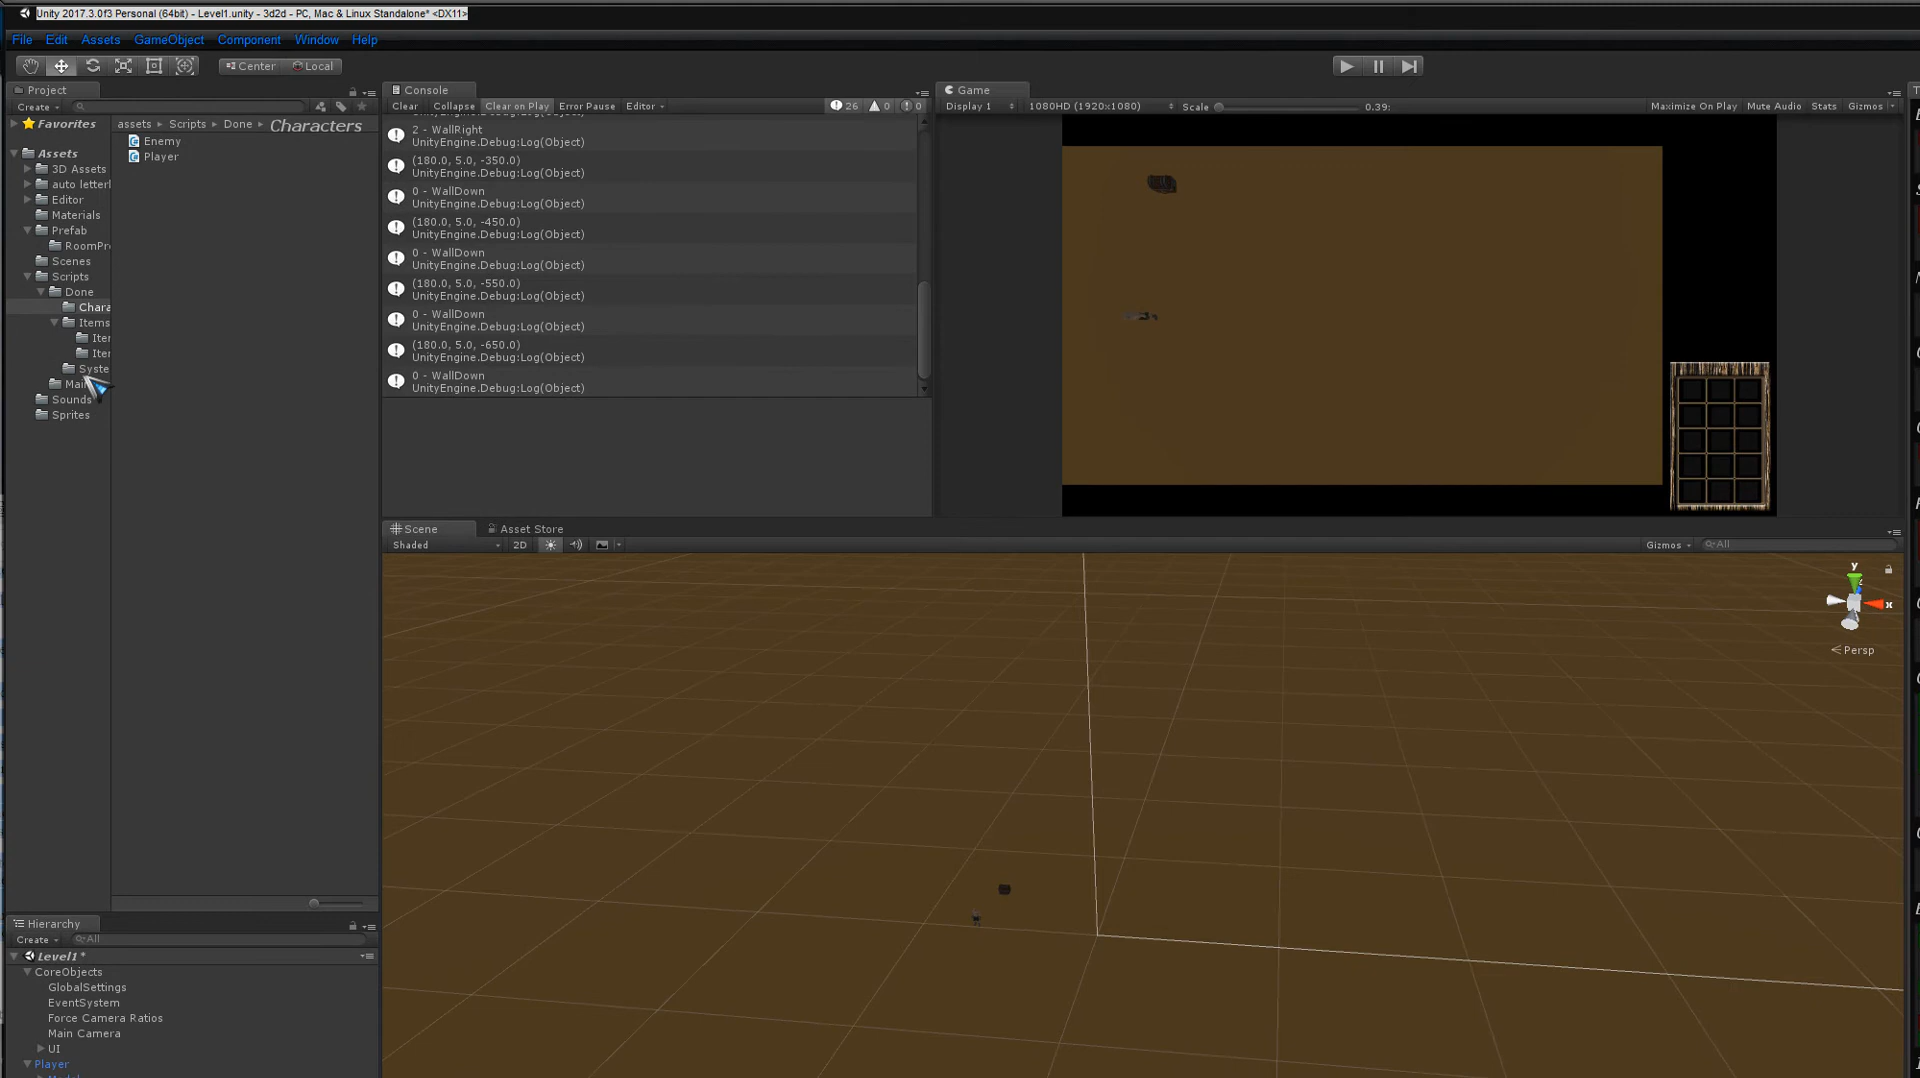 Unity 2017.3.0f3 Personal (64bit) - Level1.unity - 3d2d - PC, Mac & Linux Standalone* <DX11>
File Edit Assets GameObject Component Window Help
Center Local
Project
Create
Favorites
Assets
3D Assets
auto letter
Editor
Materials
Prefab
RoomPr
Scenes
Scripts
Done
Chara
Items
Iter
Iter
Syste
Mai
Sounds
Sprites
assets Scripts Done Characters
Enemy
Player
Console
Clear Collapse Clear on Play Error Pause Editor 26 0 0
UnityEngine.Debug:Log(Object)
2 - WallRight
UnityEngine.Debug:Log(Object)
(180.0, 5.0, -350.0)
UnityEngine.Debug:Log(Object)
0 - WallDown
UnityEngine.Debug:Log(Object)
(180.0, 5.0, -450.0)
UnityEngine.Debug:Log(Object)
0 - WallDown
UnityEngine.Debug:Log(Object)
(180.0, 5.0, -550.0)
UnityEngine.Debug:Log(Object)
0 - WallDown
UnityEngine.Debug:Log(Object)
(180.0, 5.0, -650.0)
UnityEngine.Debug:Log(Object)
0 - WallDown
UnityEngine.Debug:Log(Object)
Game
Display 1 1080HD (1920x1080) Scale 0.39: Maximize On Play Mute Audio Stats Gizmos
Scene Asset Store
Shaded 2D Gizmos All
y
x
Persp
Hierarchy
Create All
Level1 *
CoreObjects
GlobalSettings
EventSystem
Force Camera Ratios
Main Camera
UI
Player